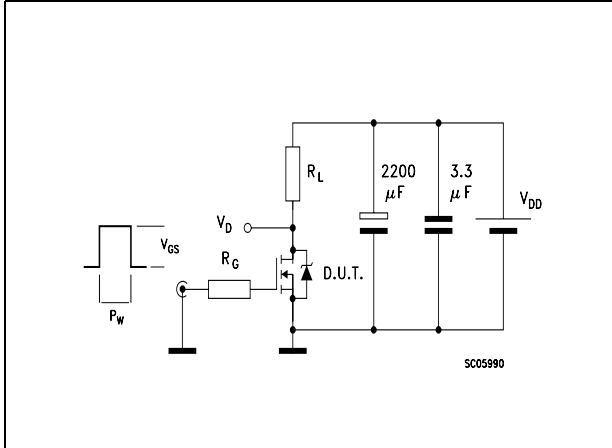 2200
μF
3.3
μF
R_L
V_DD
V_D
V_GS
R_G
D.U.T.
P_W
SC05990